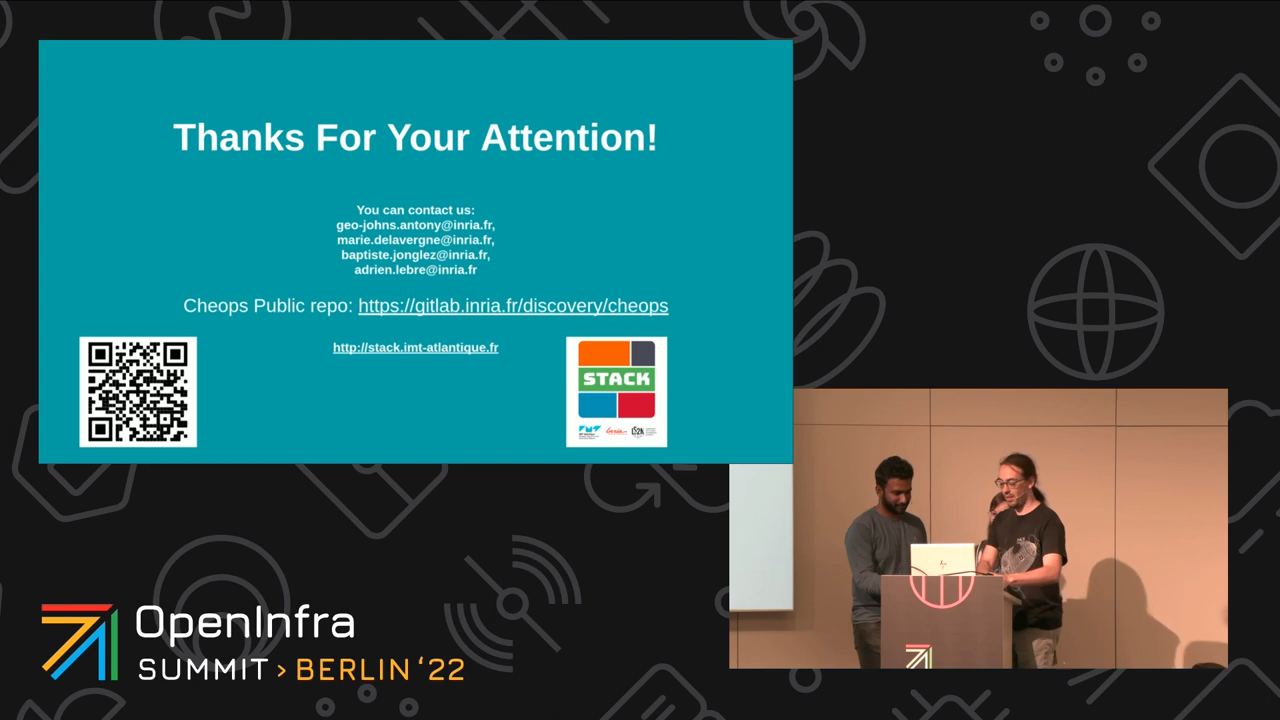 Thanks For Your Attention!
You can contact us:
geo-johns.antony@inria.fr,
marie.delavergne@inria.fr,
baptiste.jonglez@inria.fr,
adrien.lebre@inria.fr
Cheops Public repo: https://gitlab.inria.fr/discovery/cheops
http://stack.imt-atlantique.fr
STACK
OpenInfra
SUMMIT > BERLIN ‘22